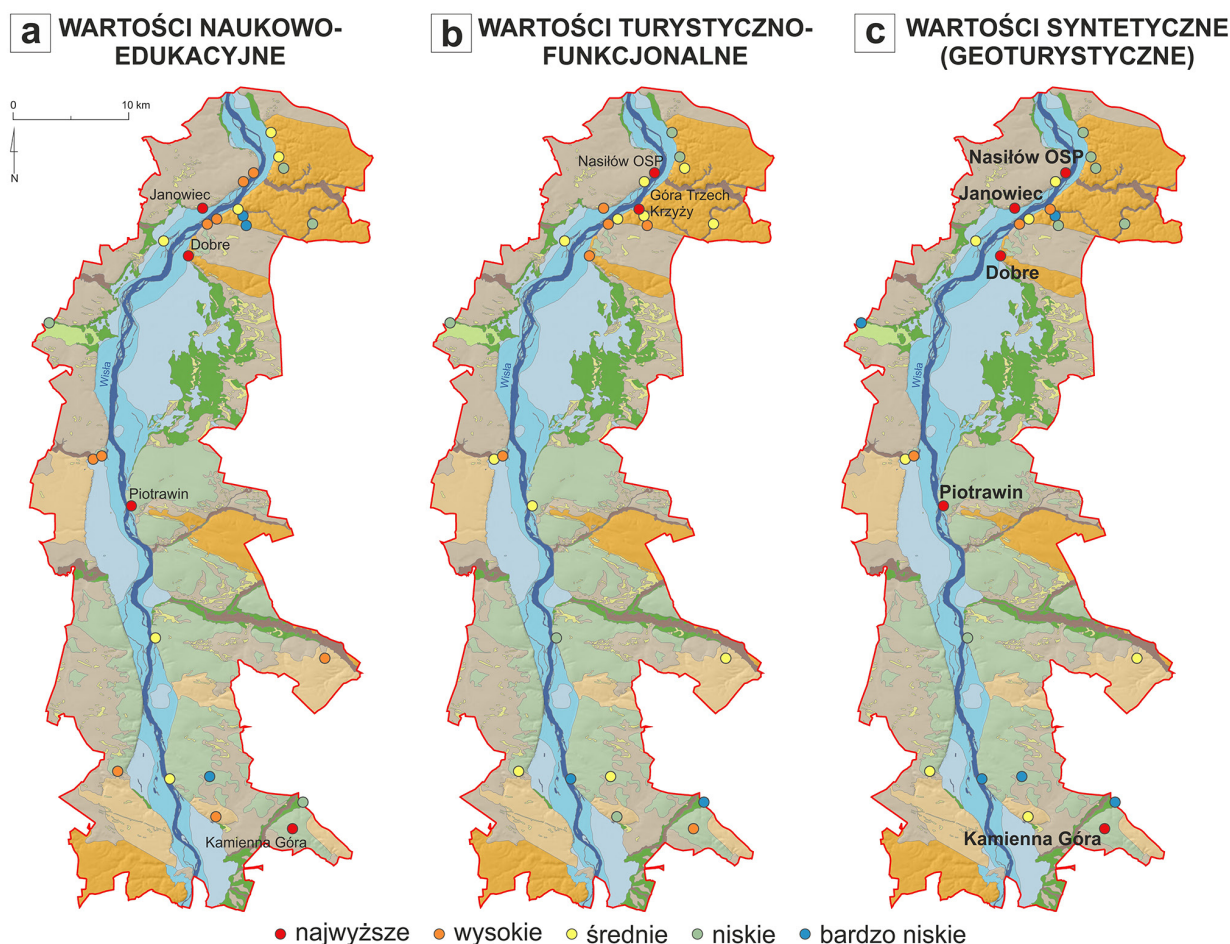 a WARTOŚCI NAUKOWO-
EDUKACYJNE
b WARTOŚCI TURYSTYCZNO-
FUNKCJONALNE
c WARTOŚCI SYNTETYCZNE
(GEOTURYSTYCZNE)
0 10 km
N
Janowiec
Dobre
Wisła
Piotrawin
Kamienna Góra
Nasiłów OSP
Góra Trzech
Krzyży
Wisła
Nasiłów OSP
Janowiec
Dobre
Wisła
Piotrawin
Kamienna Góra
najwyższe wysokie średnie niskie bardzo niskie